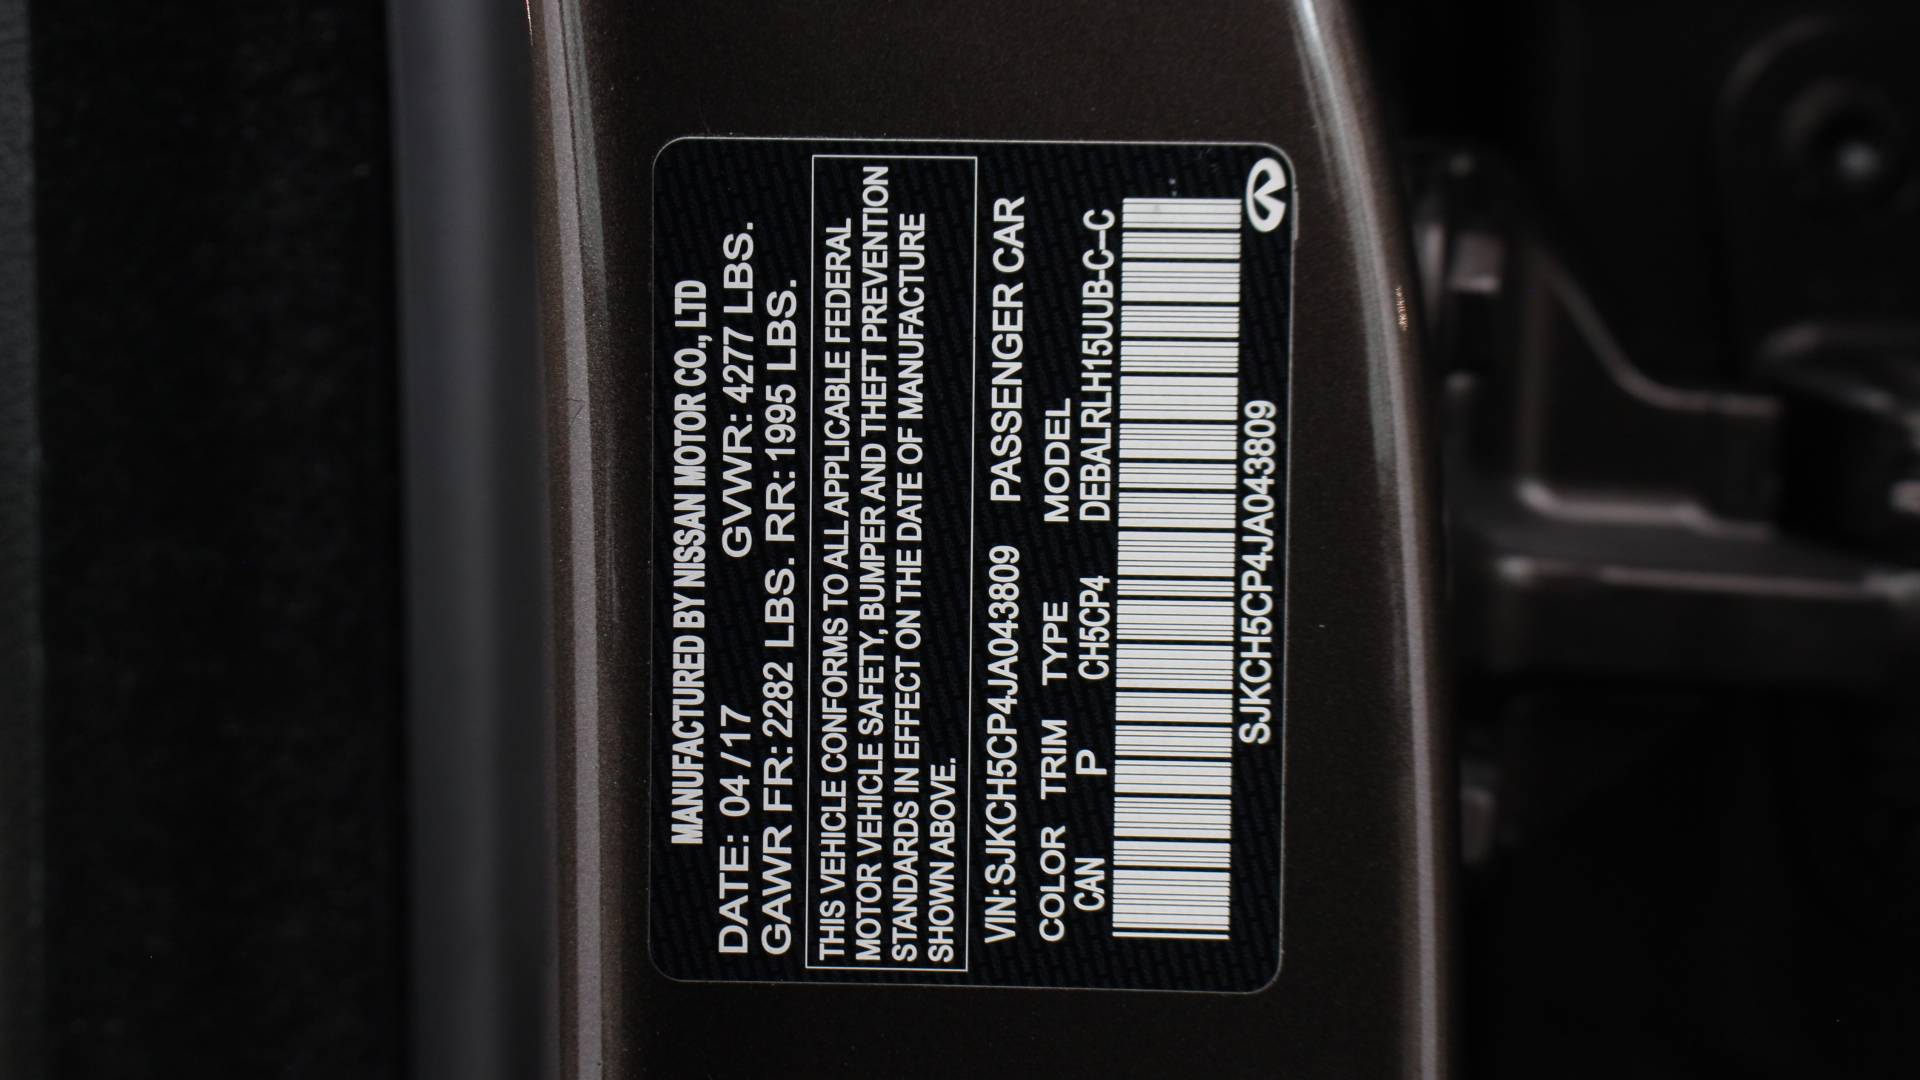 MANUFACTURED BY NISSAN MOTOR CO., LTD
DATE: 04 /17 GVWR: 4277 LBS.
GAWR FR: 2282 LBS. RR: 1995 LBS.
THIS VEHICLE CONFORMS TO ALL APPLICABLE FEDERAL
MOTOR VEHICLE SAFETY, BUMPER AND THEFT PREVENTION
STANDARDS IN EFFECT ON THE DATE OF MANUFACTURE
SHOWN ABOVE.
VIN: SJKCH5CP4JA043809 PASSENGER CAR
COLOR TRIM TYPE MODEL
CAN P CH5CP4 DEBALRLH15UUB-C–C
SJKCH5CP4JA043809